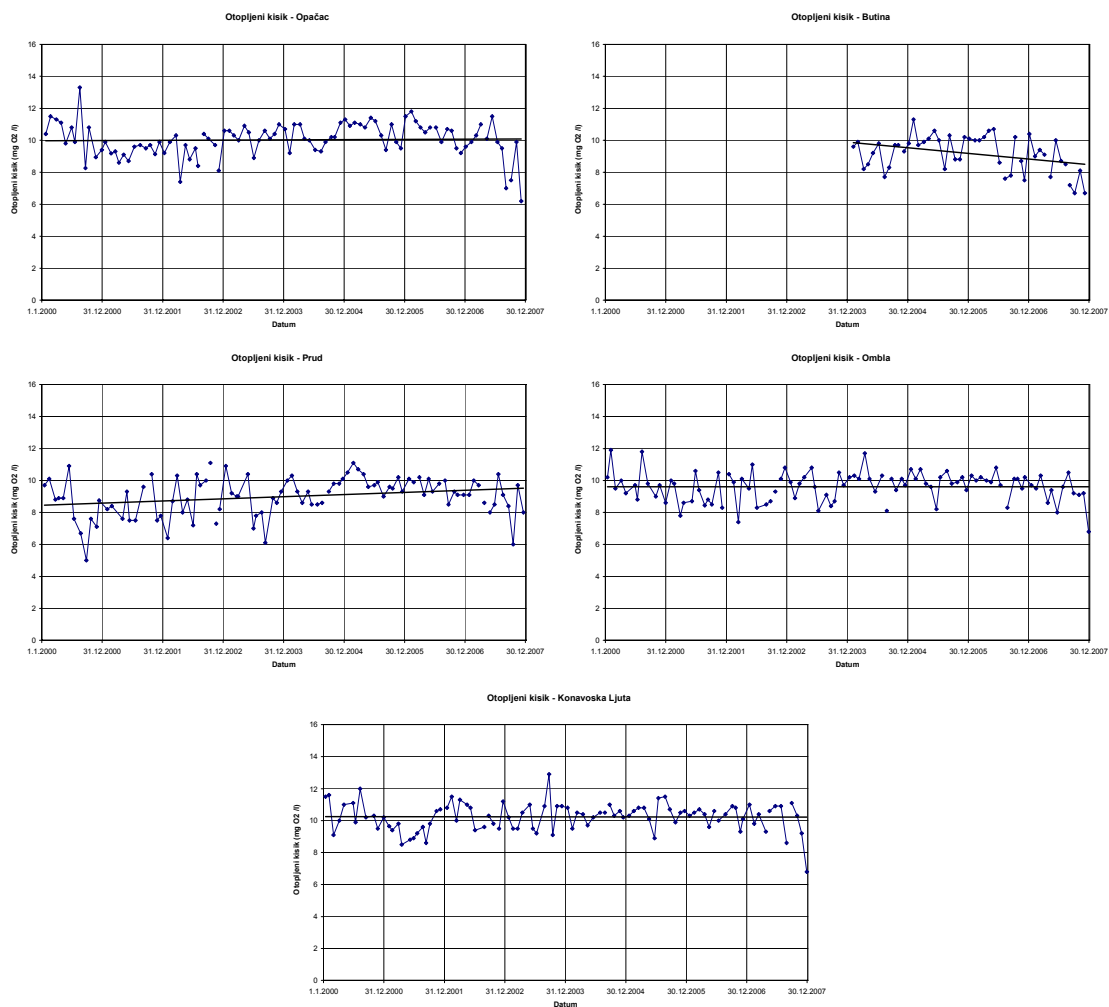 Otopljeni kisik - Opačac
Otopljeni kisik (mg O2 /l)
16
14
12
10
8
6
4
2
0
1.1.2000 31.12.2000 31.12.2001 31.12.2002 31.12.2003 30.12.2004 30.12.2005 30.12.2006 30.12.2007
Datum
Otopljeni kisik - Butina
Otopljeni kisik (mg O2 /l)
16
14
12
10
8
6
4
2
0
1.1.2000 31.12.2000 31.12.2001 31.12.2002 31.12.2003 30.12.2004 30.12.2005 30.12.2006 30.12.2007
Datum
Otopljeni kisik - Prud
Otopljeni kisik (mg O2 /l)
16
14
12
10
8
6
4
2
0
1.1.2000 31.12.2000 31.12.2001 31.12.2002 31.12.2003 30.12.2004 30.12.2005 30.12.2006 30.12.2007
Datum
Otopljeni kisik - Ombla
Otopljeni kisik (mg O2 /l)
16
14
12
10
8
6
4
2
0
1.1.2000 31.12.2000 31.12.2001 31.12.2002 31.12.2003 30.12.2004 30.12.2005 30.12.2006 30.12.2007
Datum
Otopljeni kisik - Konavoska Ljuta
Otopljeni kisik (mg O2 /l)
16
14
12
10
8
6
4
2
0
1.1.2000 31.12.2000 31.12.2001 31.12.2002 31.12.2003 30.12.2004 30.12.2005 30.12.2006 30.12.2007
Datum